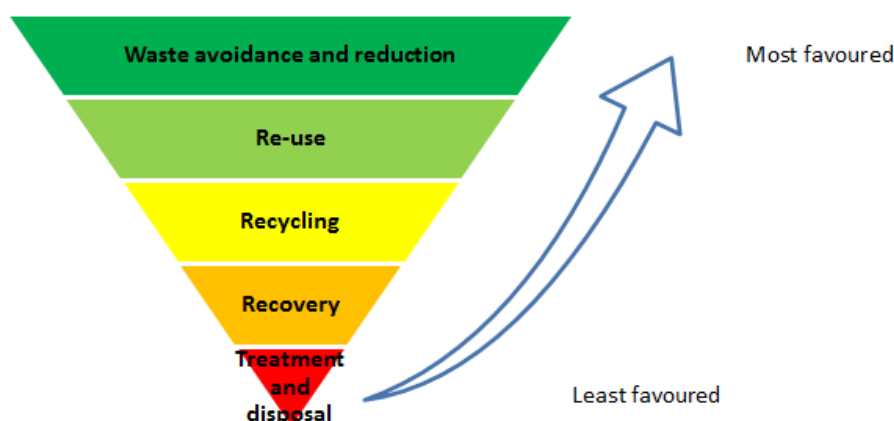 Waste avoidance and reduction
Most favoured
Re-use
Recycling
Recovery
Treatment
and
disposal
Least favoured